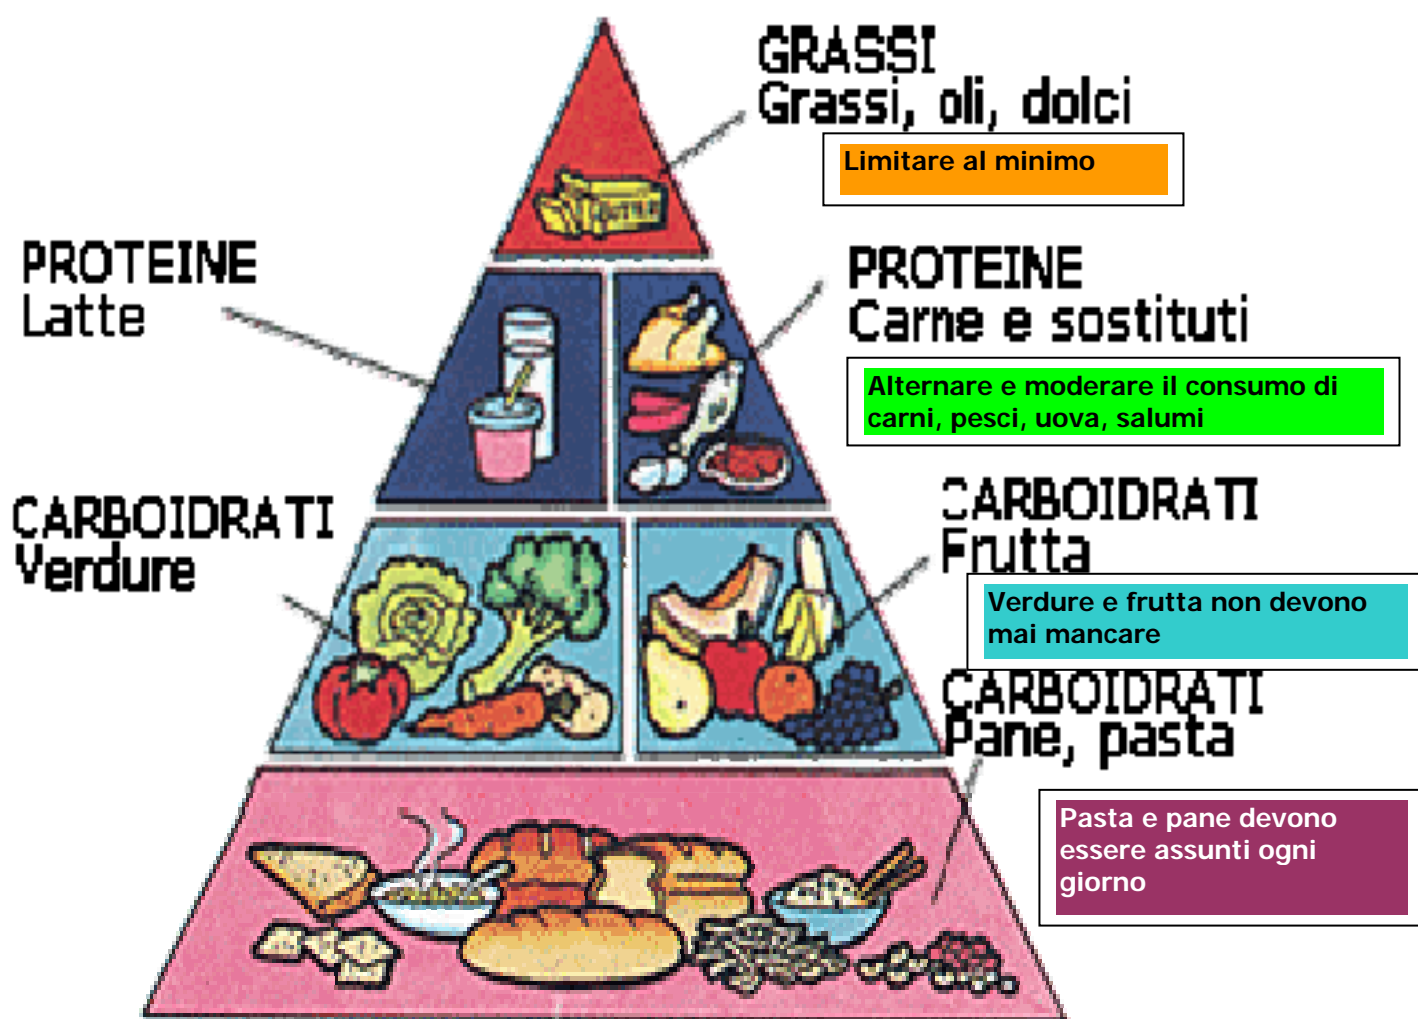 GRASSI
Grassi, oli, dolci
Limitare al minimo
PROTEINE
Latte
PROTEINE
Carne e sostituti
Alternare e moderare il consumo di
carni, pesci, uova, salumi
CARBOIDRATI
Verdure
CARBOIDRATI
Frutta
Verdure e frutta non devono
mai mancare
CARBOIDRATI
Pane, pasta
Pasta e pane devono
essere assunti ogni
giorno